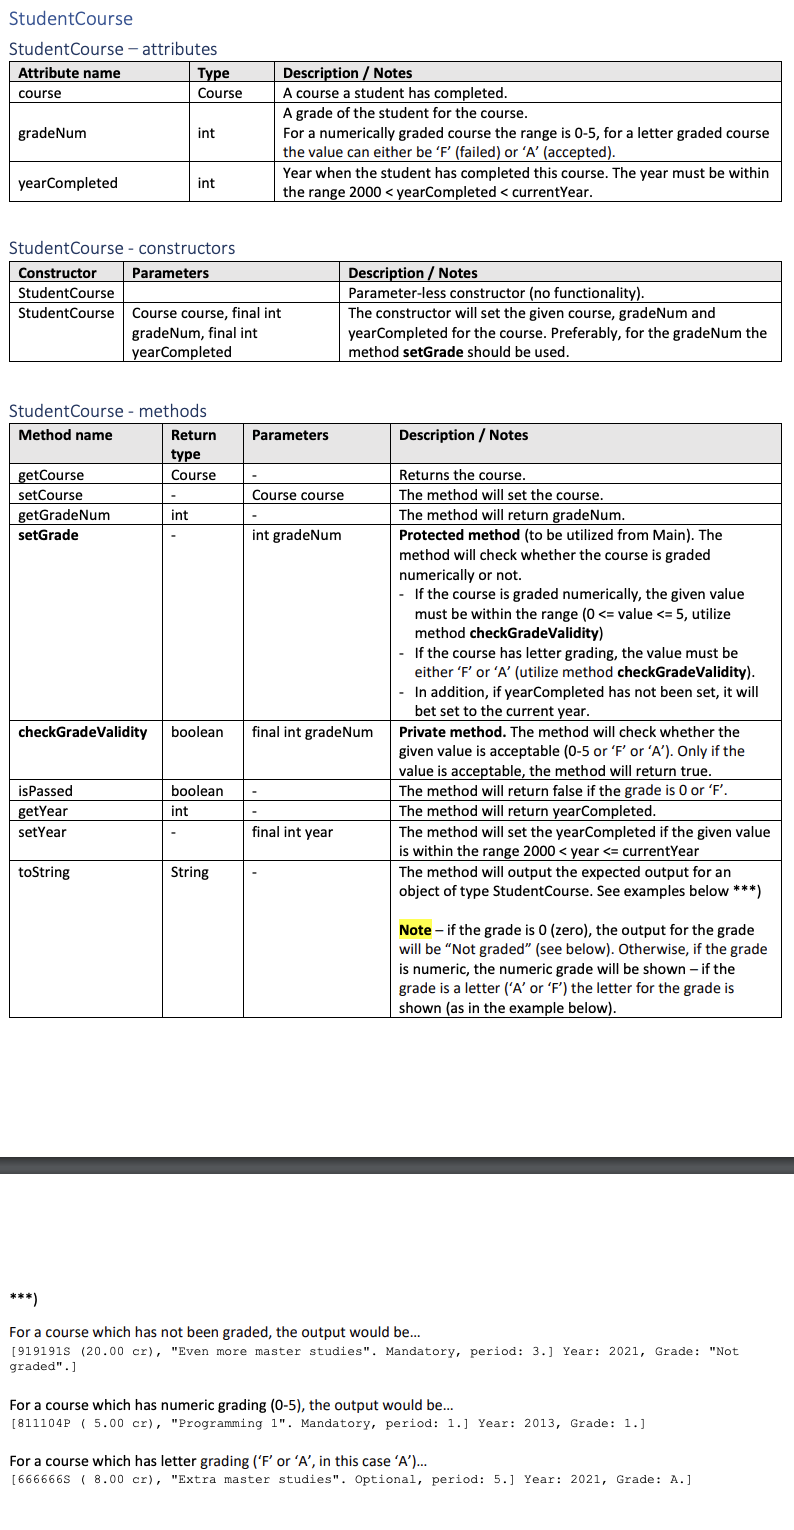 StudentCourse
StudentCourse – attributes
Attribute name Type Description / Notes
course Course A course a student has completed.
gradeNum int A grade of the student for the course.
For a numerically graded course the range is 0-5, for a letter graded course
the value can either be ‘F’ (failed) or ‘A’ (accepted).
yearCompleted int Year when the student has completed this course. The year must be within
the range 2000 < yearCompleted < currentYear.
StudentCourse - constructors
Constructor Parameters Description / Notes
StudentCourse Parameter-less constructor (no functionality).
StudentCourse Course course, final int The constructor will set the given course, gradeNum and
gradeNum, final int yearCompleted for the course. Preferably, for the gradeNum the
yearCompleted method setGrade should be used.
StudentCourse - methods
Method name Return Parameters Description / Notes
type
getCourse Course - Returns the course.
setCourse - Course course The method will set the course.
getGradeNum int - The method will return gradeNum.
setGrade - int gradeNum Protected method (to be utilized from Main). The
method will check whether the course is graded
numerically or not.
- If the course is graded numerically, the given value
must be within the range (0 <= value <= 5, utilize
method checkGradeValidity)
- If the course has letter grading, the value must be
either ‘F’ or ‘A’ (utilize method checkGradeValidity).
- In addition, if yearCompleted has not been set, it will
bet set to the current year.
checkGradeValidity boolean final int gradeNum Private method. The method will check whether the
given value is acceptable (0-5 or ‘F’ or ‘A’). Only if the
value is acceptable, the method will return true.
isPassed boolean - The method will return false if the grade is 0 or ‘F’.
getYear int - The method will return yearCompleted.
setYear - final int year The method will set the yearCompleted if the given value
is within the range 2000 < year <= currentYear
toString String - The method will output the expected output for an
object of type StudentCourse. See examples below ***)
Note – if the grade is 0 (zero), the output for the grade
will be “Not graded” (see below). Otherwise, if the grade
is numeric, the numeric grade will be shown – if the
grade is a letter (‘A’ or ‘F’) the letter for the grade is
shown (as in the example below).
***)
For a course which has not been graded, the output would be…
[919191S (20.00 cr), "Even more master studies". Mandatory, period: 3.] Year: 2021, Grade: "Not
graded".]
For a course which has numeric grading (0-5), the output would be…
[811104P ( 5.00 cr), "Programming 1". Mandatory, period: 1.] Year: 2013, Grade: 1.]
For a course which has letter grading (‘F’ or ‘A’, in this case ‘A’)…
[666666S ( 8.00 cr), "Extra master studies". Optional, period: 5.] Year: 2021, Grade: A.]